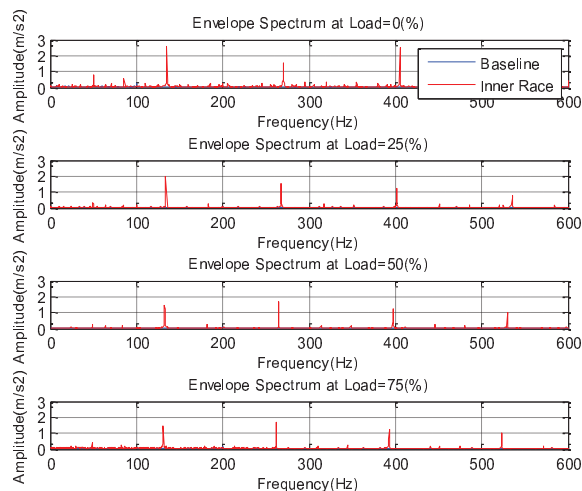 Envelope Spectrum at Load=0(%)
Amplitude(m/s2)
3
2
1
0
0 100 200 300 400 500 600
Frequency(Hz)
Baseline
Inner Race
Envelope Spectrum at Load=25(%)
Amplitude(m/s2)
3
2
1
0
0 100 200 300 400 500 600
Frequency(Hz)
Envelope Spectrum at Load=50(%)
Amplitude(m/s2)
3
2
1
0
0 100 200 300 400 500 600
Frequency(Hz)
Envelope Spectrum at Load=75(%)
Amplitude(m/s2)
3
2
1
0
0 100 200 300 400 500 600
Frequency(Hz)